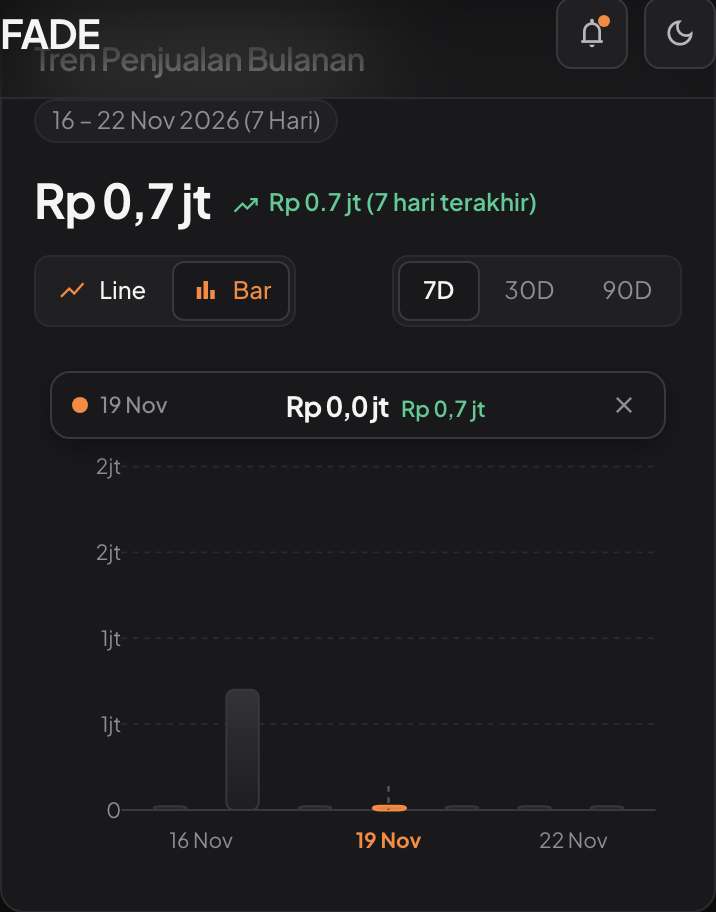 FADE
Tren Penjualan Bulanan
16 – 22 Nov 2026 (7 Hari)
Rp 0,7 jt Rp 0.7 jt (7 hari terakhir)
Line Bar 7D 30D 90D
19 Nov Rp 0,0 jt Rp 0,7 jt
2jt
2jt
1jt
1jt
0
16 Nov 19 Nov 22 Nov